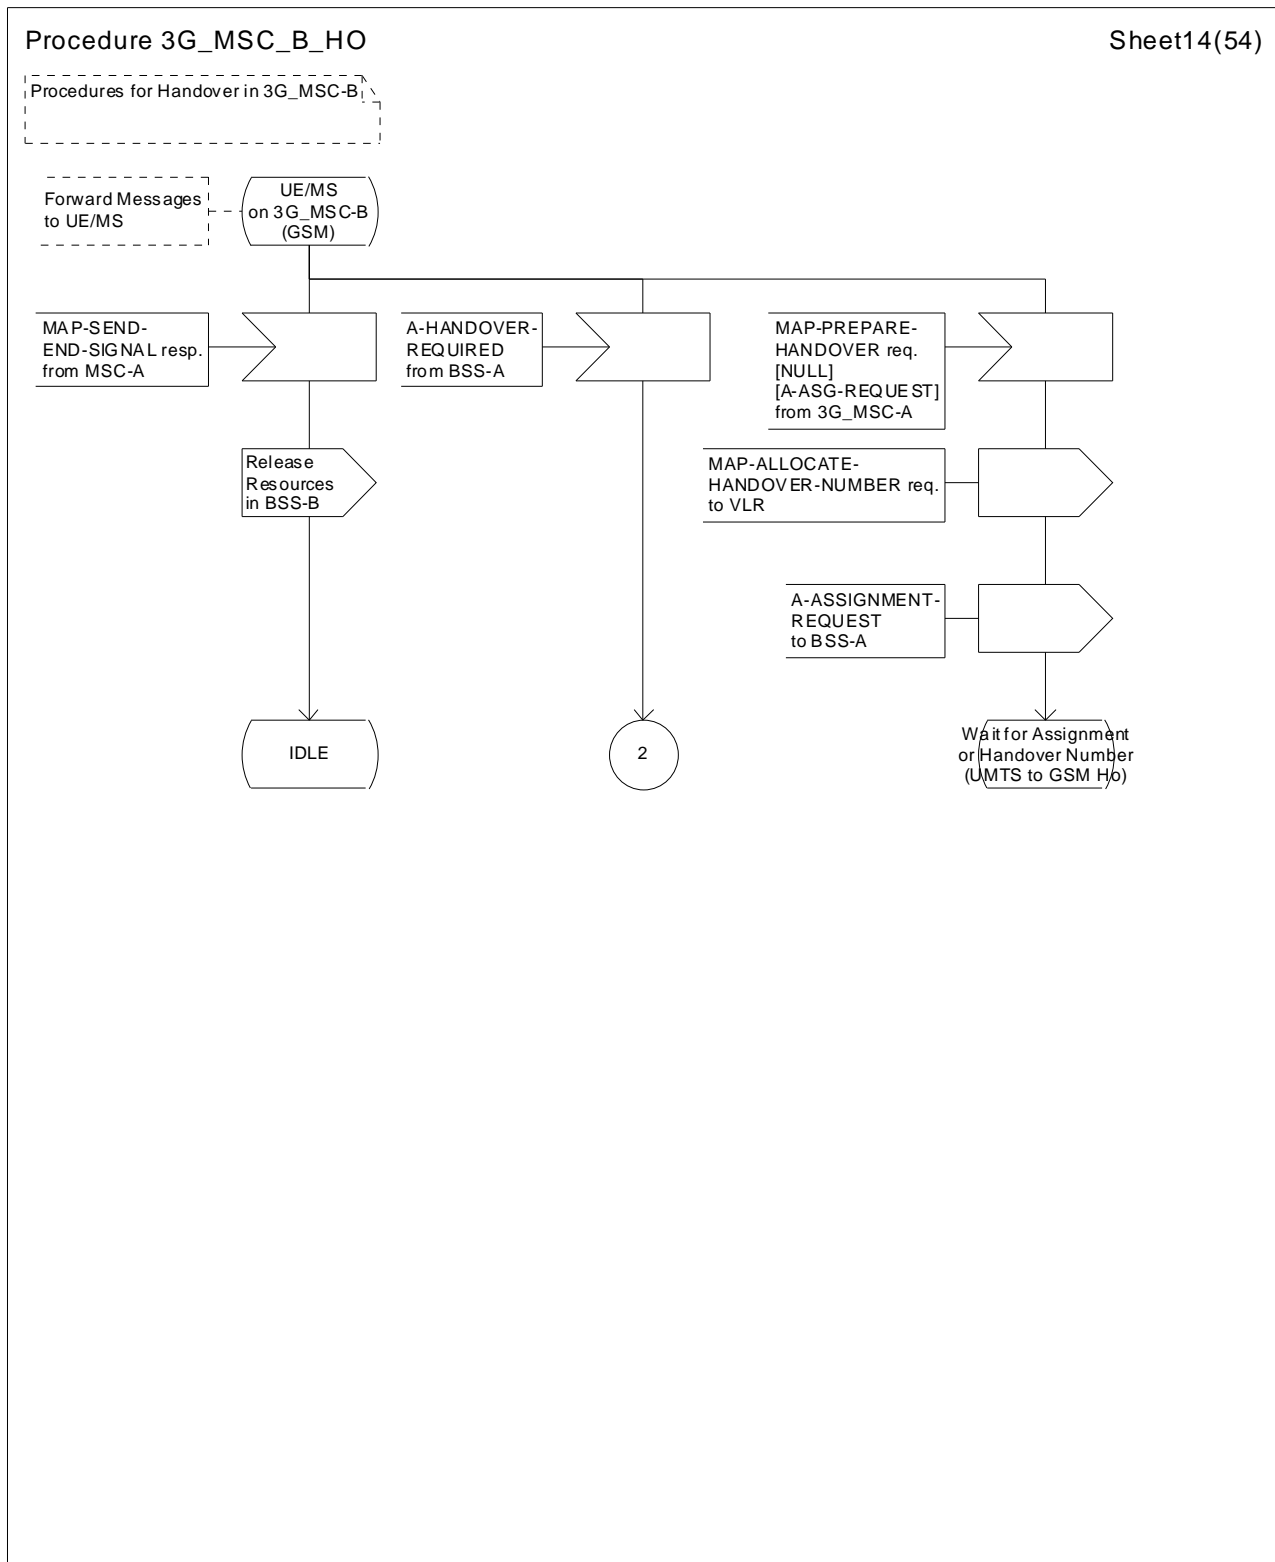 Procedure 3G_MSC_B_HO
Sheet14(54)
Procedures for Handover in 3G_MSC-B
Forward Messages
to UE/MS
UE/MS
on 3G_MSC-B
(GSM)
MAP-SEND-
END-SIGNAL resp.
from MSC-A
A-HANDOVER-
REQUIRED
from BSS-A
MAP-PREPARE-
HANDOVER req.
[NULL]
[A-ASG-REQUEST]
from 3G_MSC-A
Release
Resources
in BSS-B
MAP-ALLOCATE-
HANDOVER-NUMBER req.
to VLR
A-ASSIGNMENT-
REQUEST
to BSS-A
IDLE
2
Wait for Assignment
or Handover Number
(UMTS to GSM Ho)